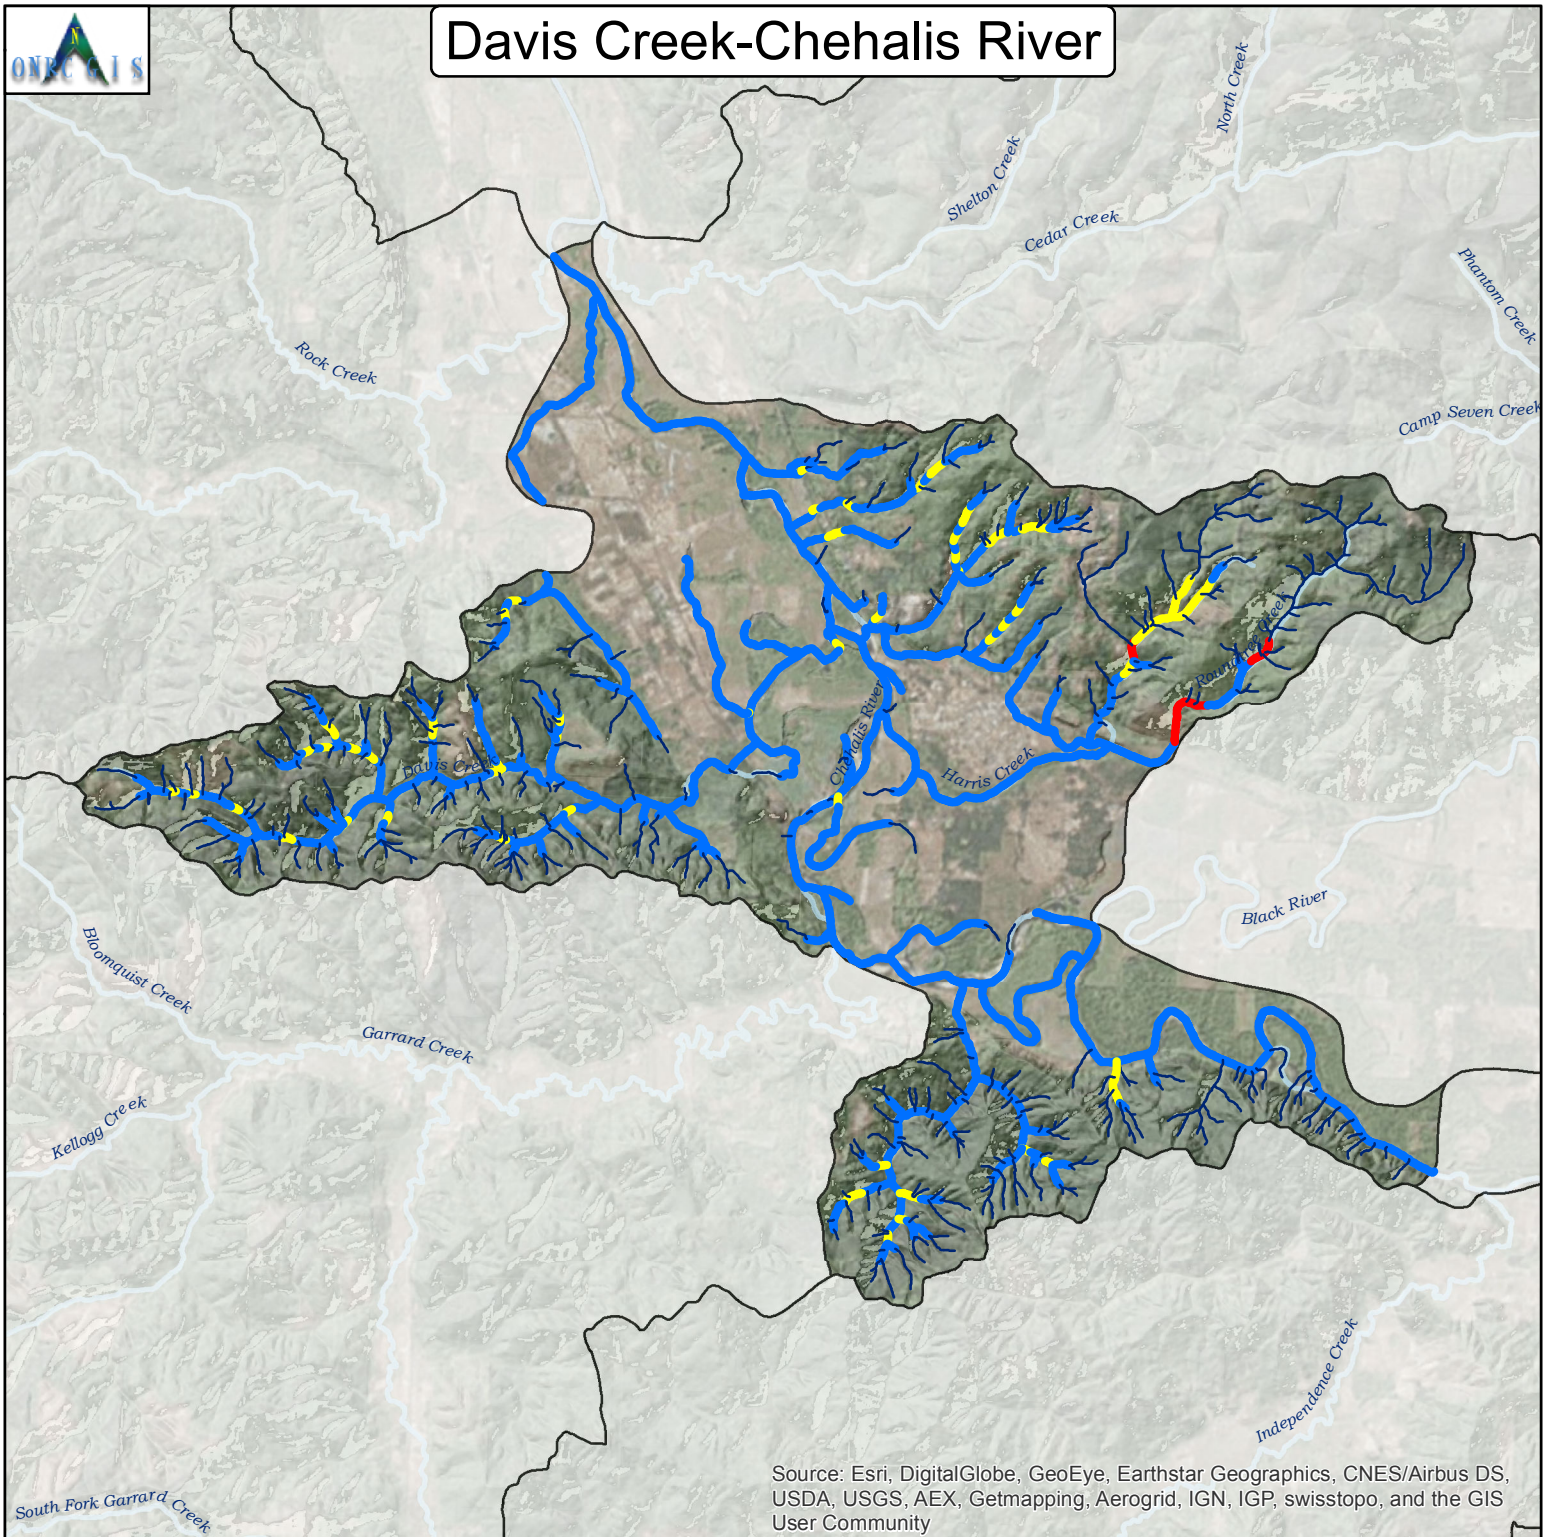 N
ONRC GIS
Davis Creek-Chehalis River
North Creek
Shelton Creek
Cedar Creek
Phantom Creek
Rock Creek
Camp Seven Creek
Roundtree Creek
Chehalis River
Davis Creek
Harris Creek
Black River
Bloomquist Creek
Garrard Creek
Kellogg Creek
Independence Creek
South Fork Garrard Creek
Source: Esri, DigitalGlobe, GeoEye, Earthstar Geographics, CNES/Airbus DS,
USDA, USGS, AEX, Getmapping, Aerogrid, IGN, IGP, swisstopo, and the GIS
User Community